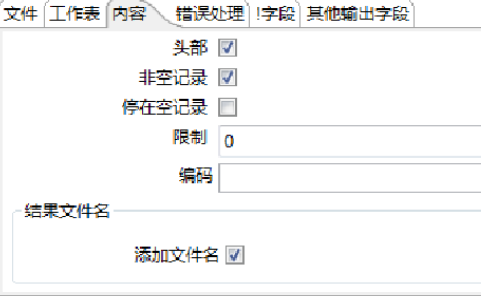 文件 工作表 内容 错误处理 !字段 其他输出字段
头部
非空记录
停在空记录
限制 0
编码
结果文件名
添加文件名